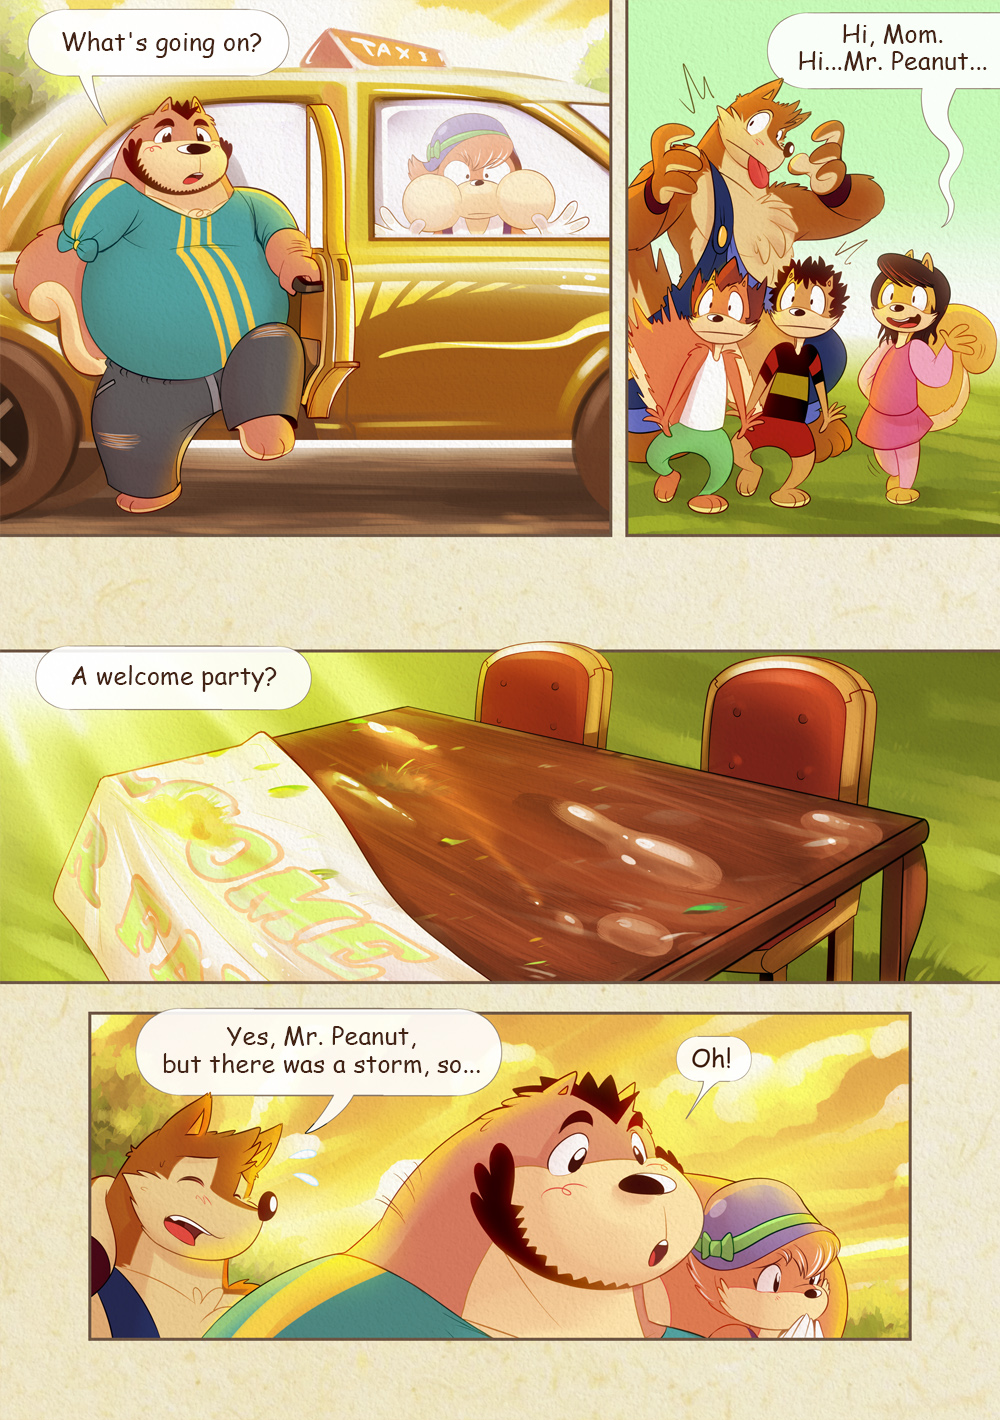 What's going on?
TAXI
Hi, Mom.
Hi...Mr. Peanut...
A welcome party?
COME
Yes, Mr. Peanut,
but there was a storm, so...
Oh!